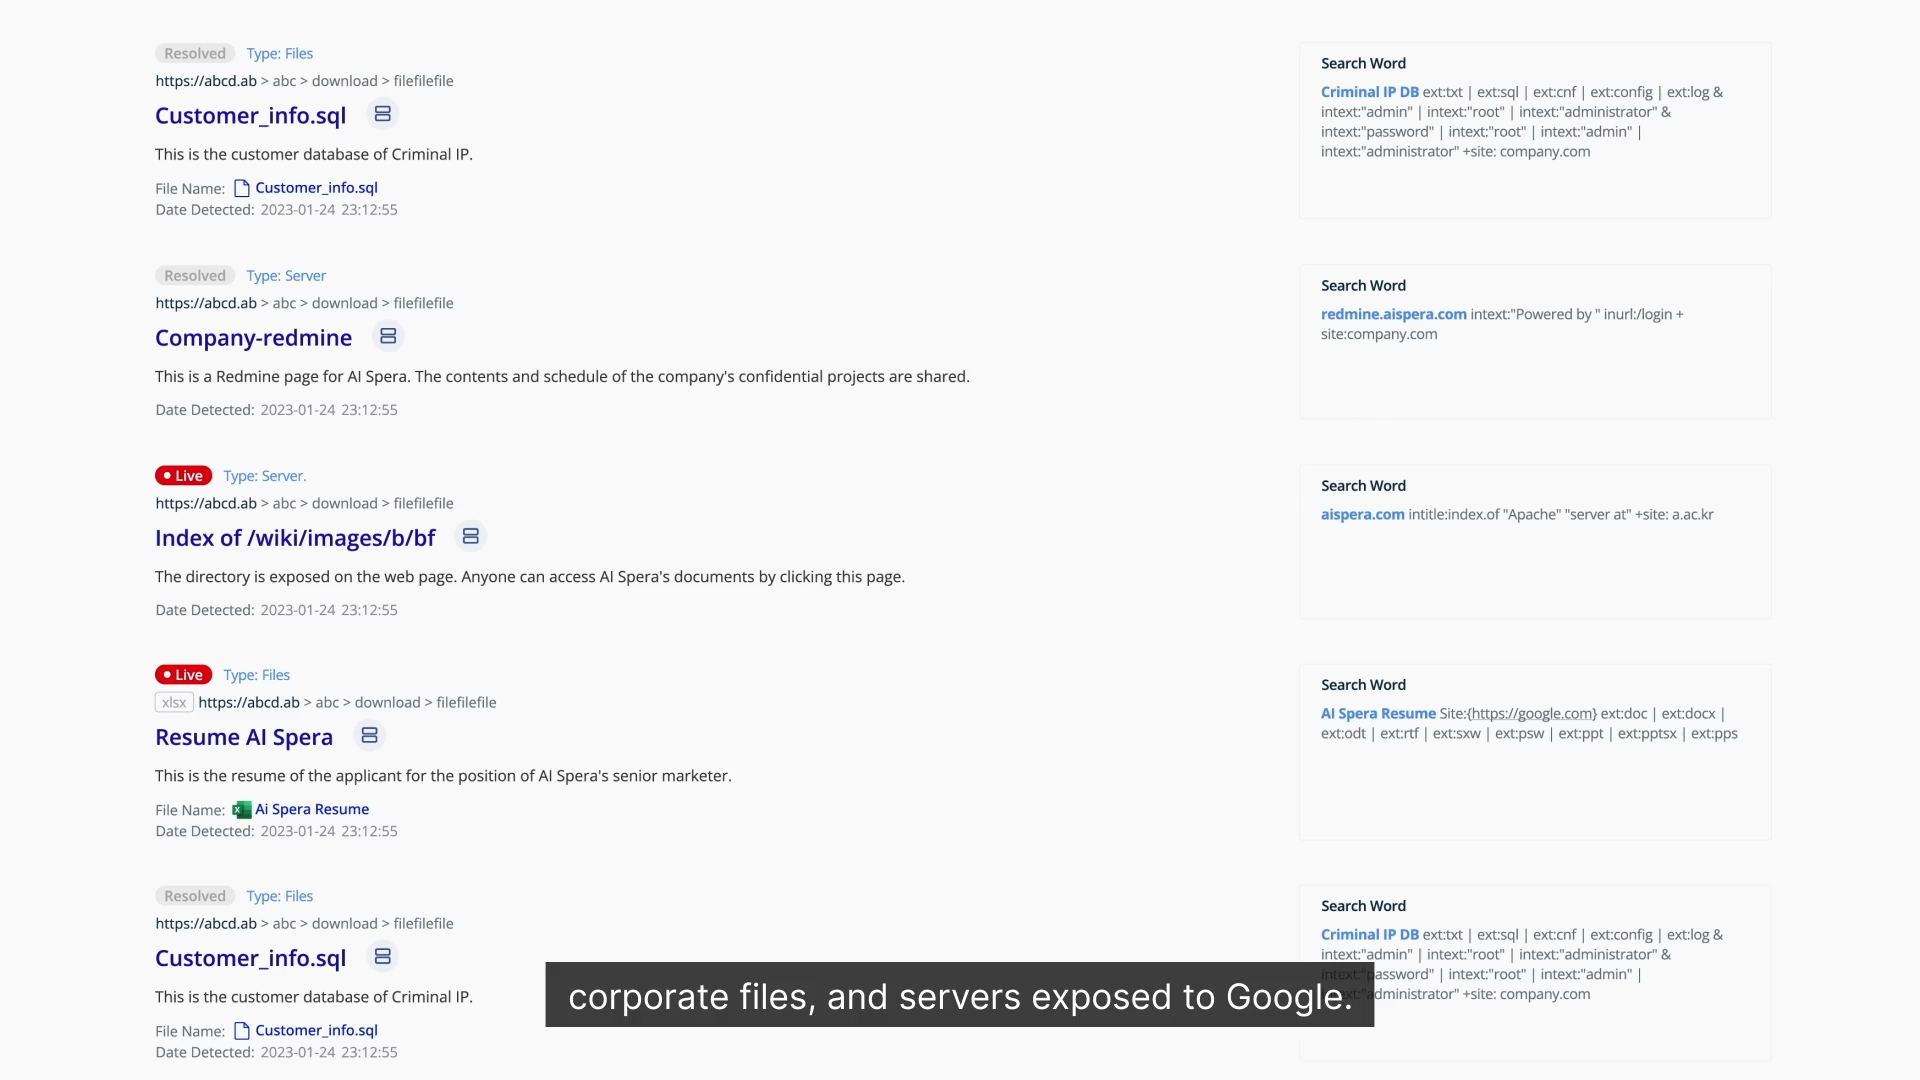 Resolved Type: Files
https://abcd.ab > abc > download > filefilefile
Customer_info.sql
This is the customer database of Criminal IP.
File Name: Customer_info.sql
Date Detected: 2023-01-24 23:12:55
Search Word
Criminal IP DB ext:txt | ext:sql | ext:cnf | ext:config | ext:log &
intext:"admin" | intext:"root" | intext:"administrator" &
intext:"password" | intext:"root" | intext:"admin" |
intext:"administrator" +site: company.com
Resolved Type: Server
https://abcd.ab > abc > download > filefilefile
Company-redmine
This is a Redmine page for AI Spera. The contents and schedule of the company's confidential projects are shared.
Date Detected: 2023-01-24 23:12:55
Search Word
redmine.aispera.com intext:"Powered by " inurl:/login +
site:company.com
Live Type: Server.
https://abcd.ab > abc > download > filefilefile
Index of /wiki/images/b/bf
The directory is exposed on the web page. Anyone can access AI Spera's documents by clicking this page.
Date Detected: 2023-01-24 23:12:55
Search Word
aispera.com intitle:index.of "Apache" "server at" +site: a.ac.kr
Live Type: Files
xlsx https://abcd.ab > abc > download > filefilefile
Resume AI Spera
This is the resume of the applicant for the position of AI Spera's senior marketer.
File Name: Ai Spera Resume
Date Detected: 2023-01-24 23:12:55
Search Word
AI Spera Resume Site:{https://google.com} ext:doc | ext:docx |
ext:odt | ext:rtf | ext:sxw | ext:psw | ext:ppt | ext:pptsx | ext:pps
Resolved Type: Files
https://abcd.ab > abc > download > filefilefile
Customer_info.sql
This is the customer database of Criminal IP.
File Name: Customer_info.sql
Date Detected: 2023-01-24 23:12:55
Search Word
Criminal IP DB ext:txt | ext:sql | ext:cnf | ext:config | ext:log &
intext:"admin" | intext:"root" | intext:"administrator" &
intext:"password" | intext:"root" | intext:"admin" |
intext:"administrator" +site: company.com
corporate files, and servers exposed to Google.